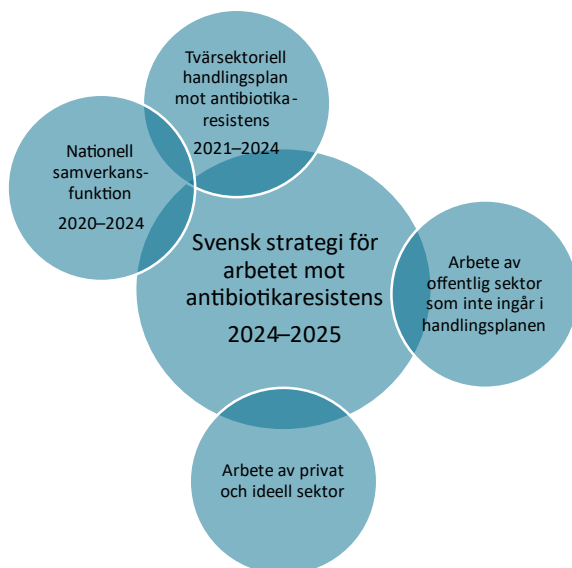 Tvärsektoriell
handlingsplan
mot antibiotika-
resistens
2021–2024
Nationell
samverkans-
funktion
2020–2024
Svensk strategi för
arbetet mot
antibiotikaresistens
2024–2025
Arbete av
offentlig sektor
som inte ingår i
handlingsplanen
Arbete av privat
och ideell sektor